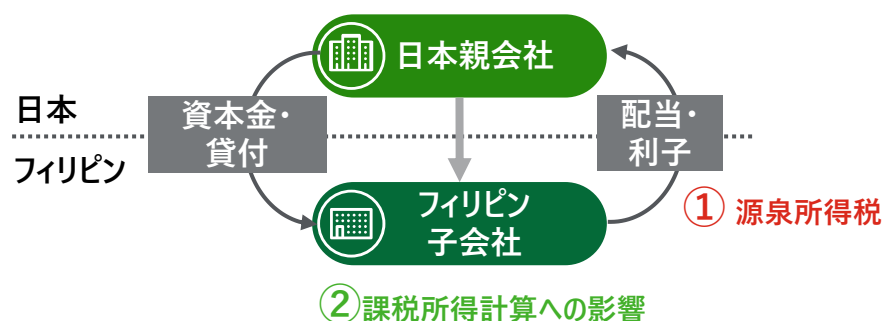 日本親会社
日本
資本金・
貸付
配当・
利子
フィリピン
フィリピン
子会社
① 源泉所得税
②課税所得計算への影響